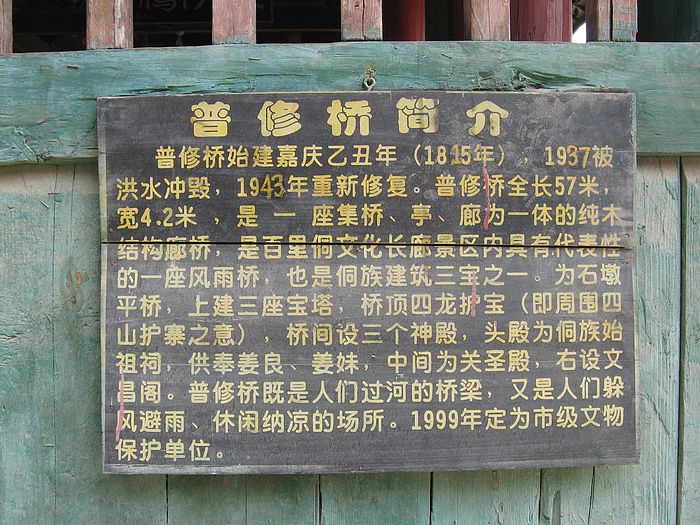 普修桥简介
普修桥始建嘉庆乙丑年（1815年），1937被
洪水冲毁，1943年重新修复。普修桥全长57米，
宽4.2米，是一座集桥、亭、廊为一体的纯木
结构廊桥，是百里侗文化长廊景区内具有代表性
的一座风雨桥，也是侗族建筑三宝之一。为石墩
平桥，上建三座宝塔，桥顶四龙护宝（即周围四
山护寨之意），桥间设三个神殿，头殿为侗族始
祖祠，供奉姜良、姜妹，中间为关圣殿，右设文
昌阁。普修桥既是人们过河的桥梁，又是人们躲
风避雨、休闲纳凉的场所。1999年定为市级文物
保护单位。